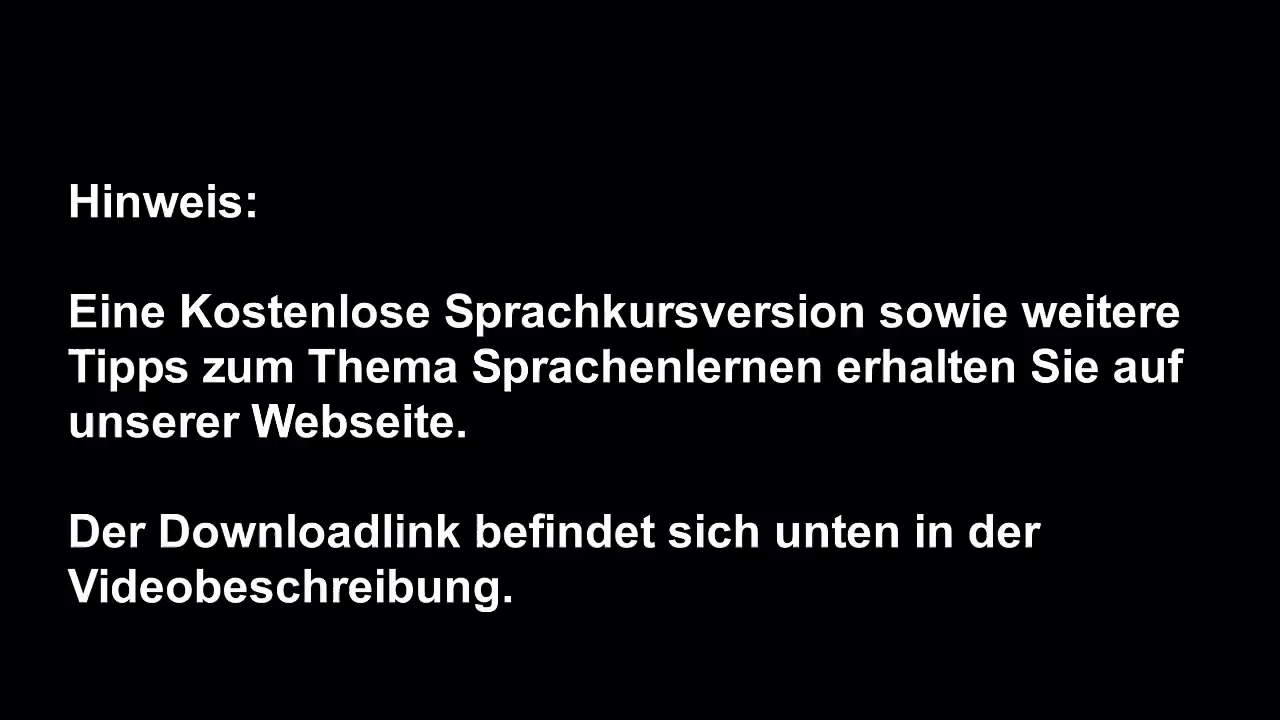 Hinweis:
Eine Kostenlose Sprachkursversion sowie weitere
Tipps zum Thema Sprachenlernen erhalten Sie auf
unserer Webseite.
Der Downloadlink befindet sich unten in der
Videobeschreibung.